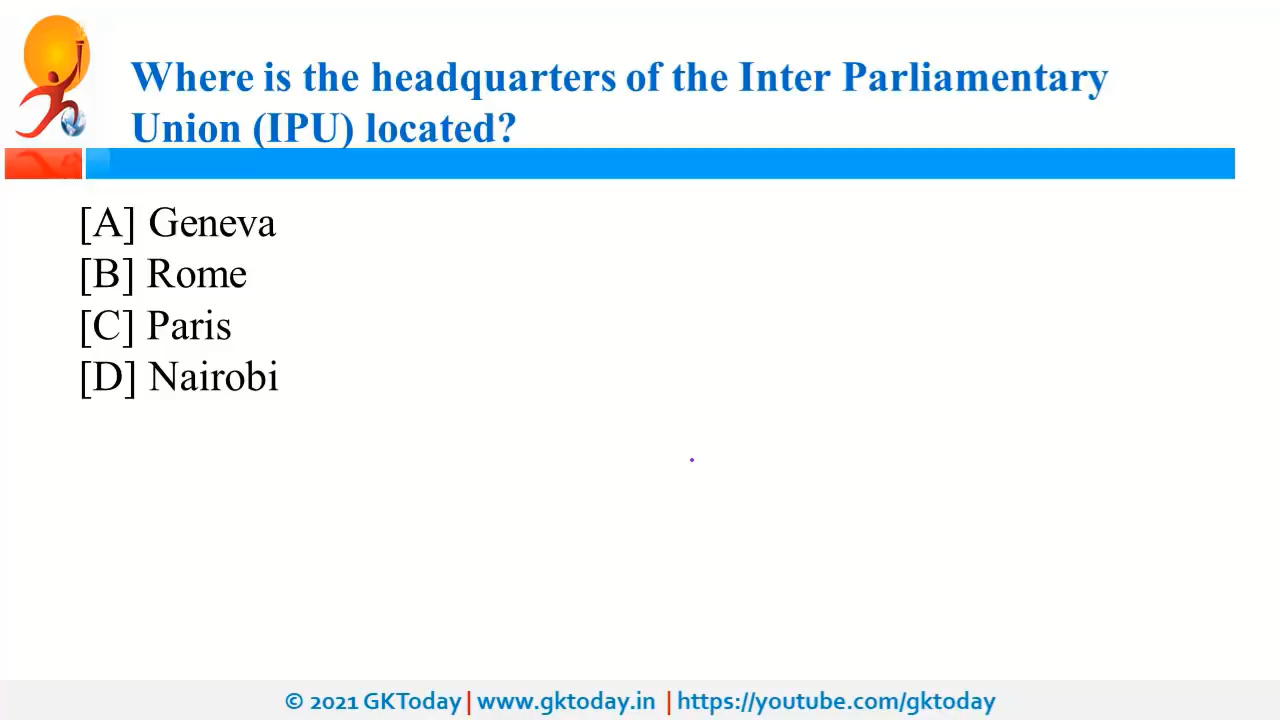 Where is the headquarters of the Inter Parliamentary
Union (IPU) located?
[A] Geneva
[B] Rome
[C] Paris
[D] Nairobi
© 2021 GKToday | www.gktoday.in | https://youtube.com/gktoday